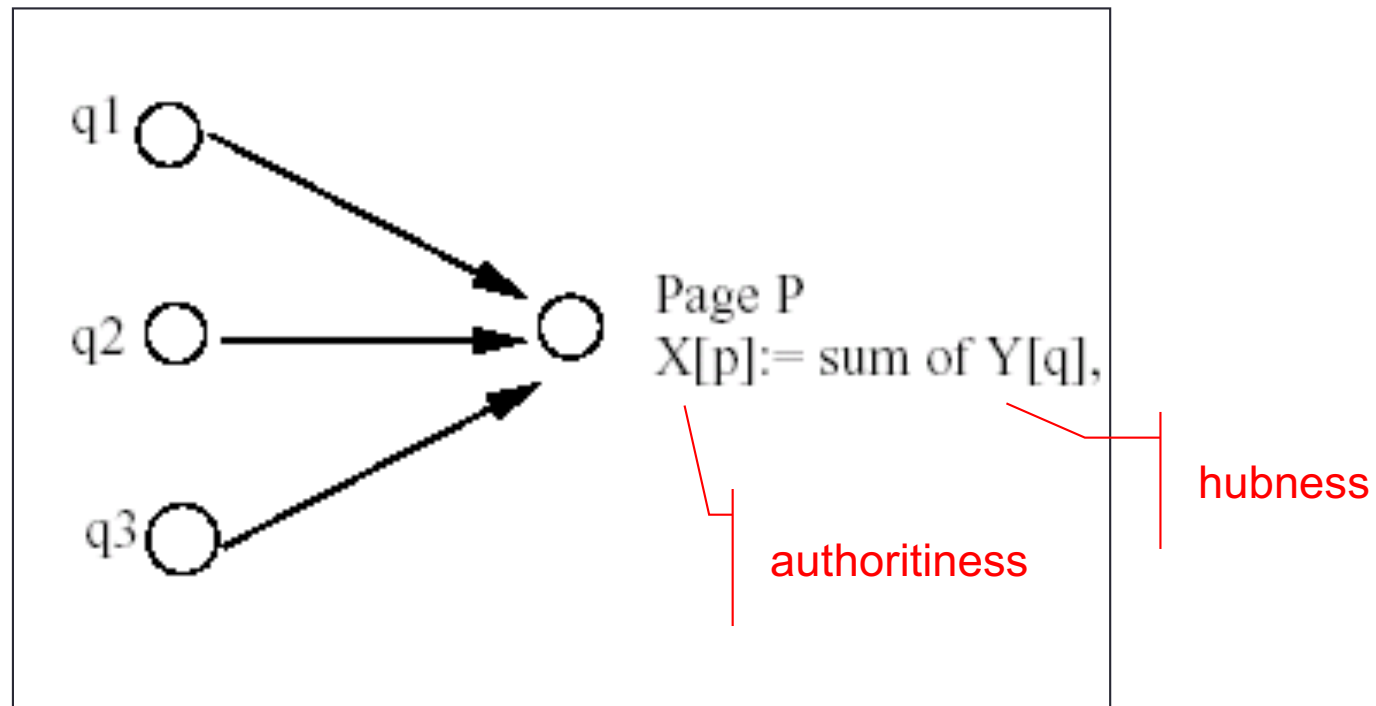 q1
Page P
q2
X[p]:= sum of Y[q],
hubness
q3
authoritiness